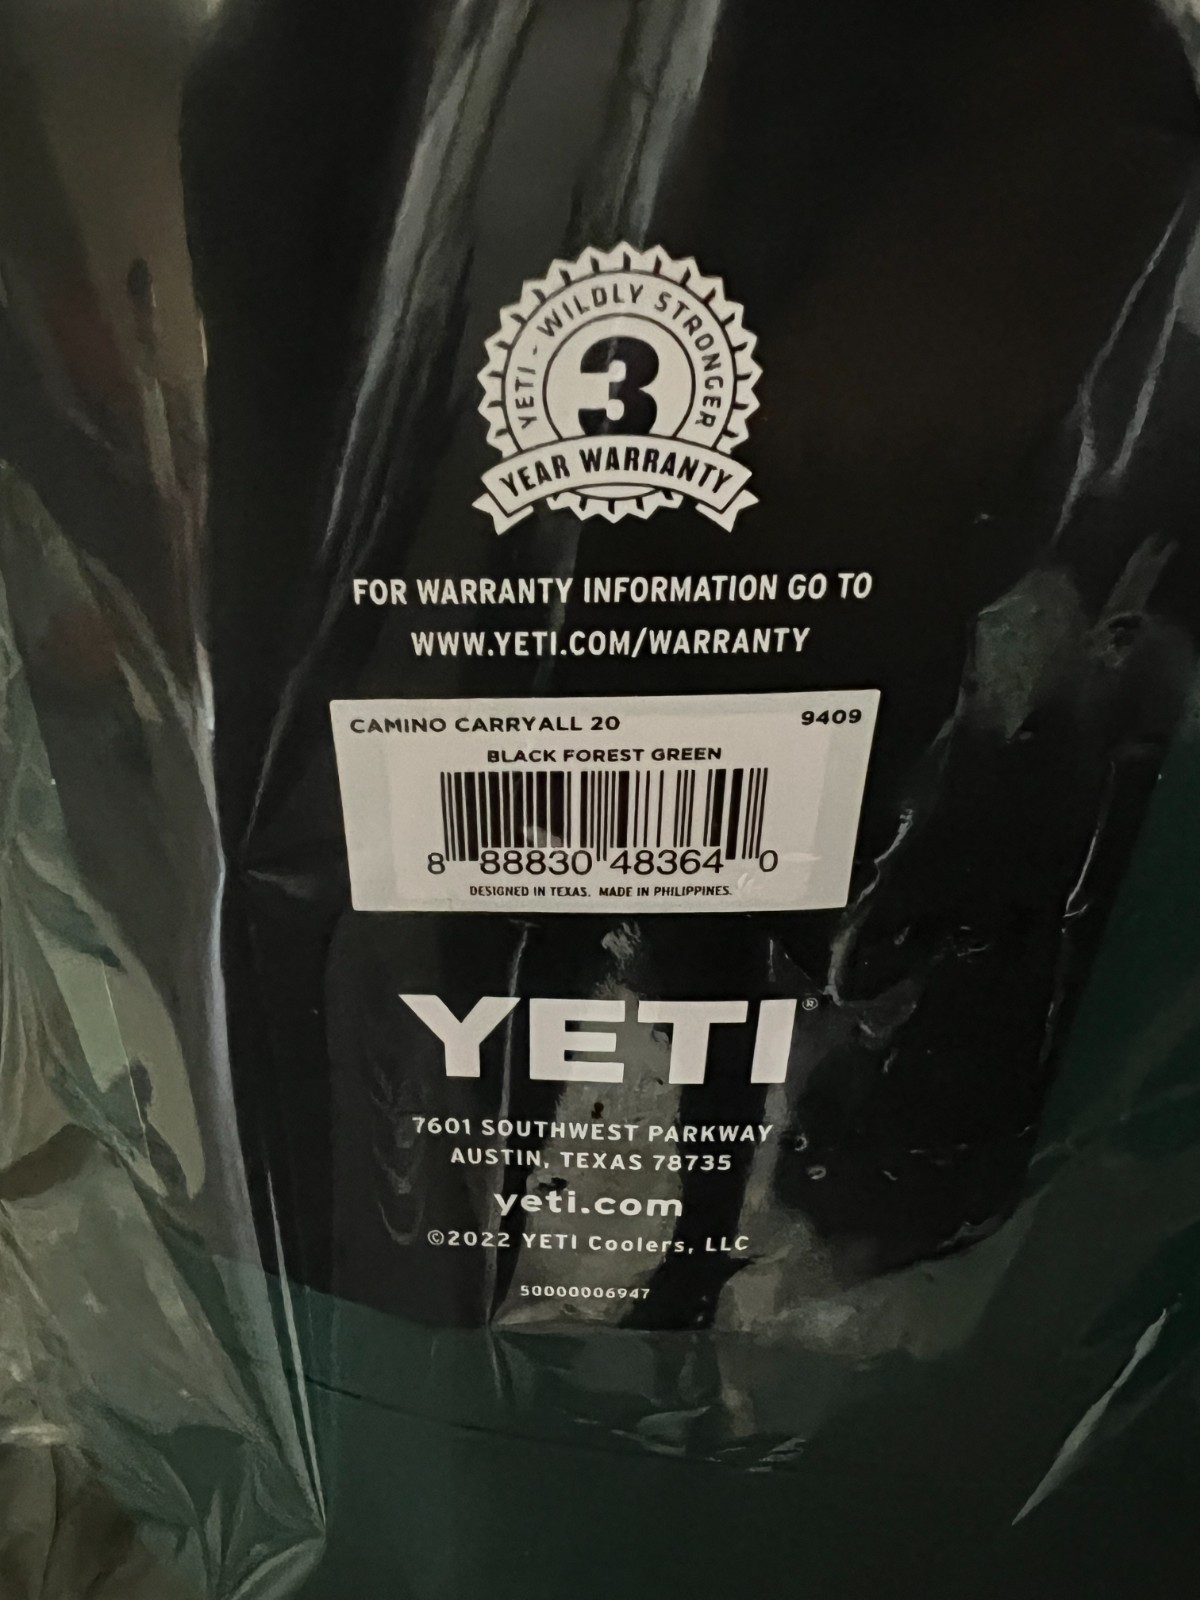 YETI - WILDLY STRONGER
3
YEAR WARRANTY
FOR WARRANTY INFORMATION GO TO
WWW.YETI.COM/WARRANTY
CAMINO CARRYALL 20 9409
BLACK FOREST GREEN
8 88830 48364 0
DESIGNED IN TEXAS. MADE IN PHILIPPINES.
YETI®
7601 SOUTHWEST PARKWAY
AUSTIN, TEXAS 78735
yeti.com
©2022 YETI Coolers, LLC
50000006947